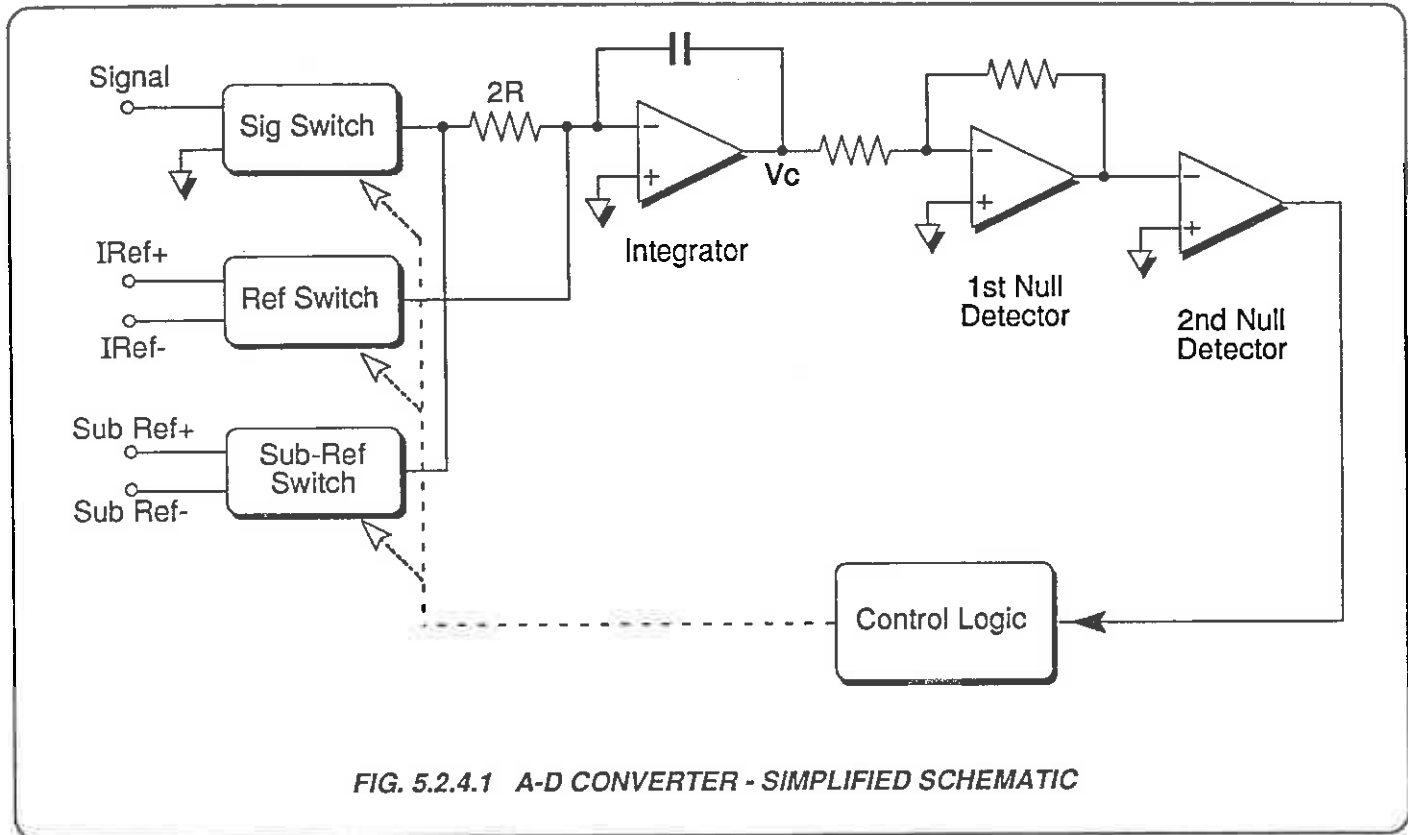 Signal
Sig Switch
2R
Vc
Integrator
IRef+
IRef-
Ref Switch
1st Null
Detector
2nd Null
Detector
Sub Ref+
Sub Ref-
Sub-Ref
Switch
Control Logic
FIG. 5.2.4.1 A-D CONVERTER - SIMPLIFIED SCHEMATIC